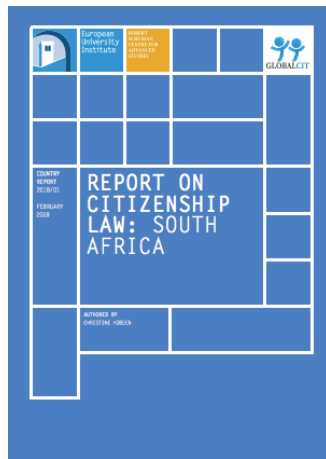 European
University
Institute
ROBERT
SCHUMAN
CENTRE FOR
ADVANCED
STUDIES
GLOBALCIT
COUNTRY
REPORT
2018/01
FEBRUARY
2018
REPORT ON
CITIZENSHIP
LAW: SOUTH
AFRICA
AUTHORED BY
CHRISTINE HOBDEN